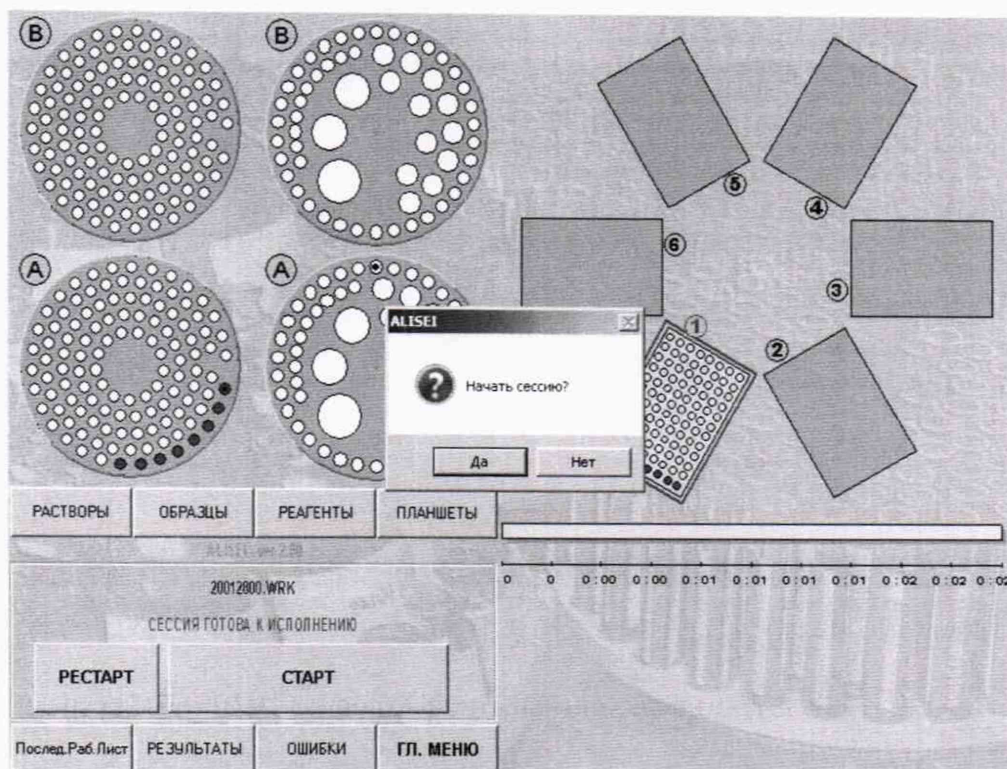 B
B
5
4
6
3
A
A
1
2
ALISEI
Начать сессию?
Да
Нет
РАСТВОРЫ
ОБРАЗЦЫ
РЕАГЕНТЫ
ПЛАНШЕТЫ
0 0 0:00 0:00 0:01 0:01 0:01 0:02 0:02 0:02
20012800.WRK
СЕССИЯ ГОТОВА К ИСПОЛНЕНИЮ
РЕСТАРТ
СТАРТ
Послед.Раб.Лист
РЕЗУЛЬТАТЫ
ОШИБКИ
ГЛ. МЕНЮ